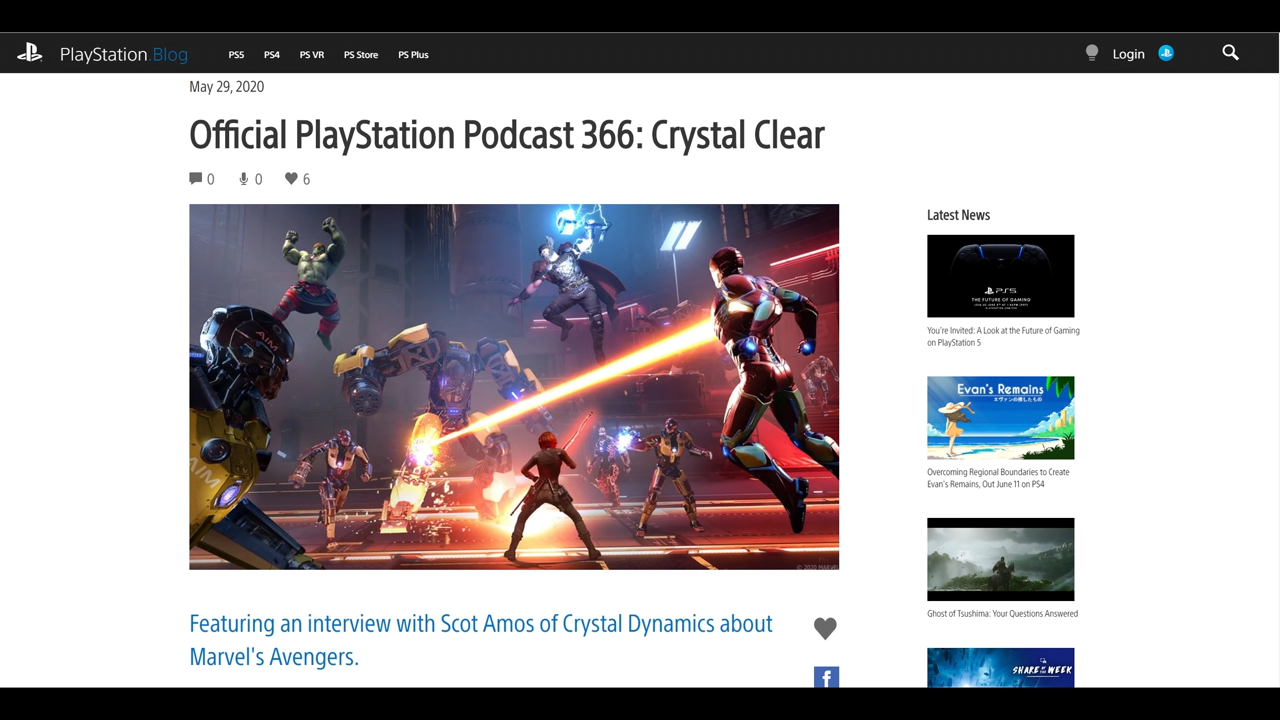 PlayStation.Blog
PS5 PS4 PS VR PS Store PS Plus
Login
May 29, 2020
Official PlayStation Podcast 366: Crystal Clear
0 0 6
AIM
AIM
© 2020 MARVEL
Featuring an interview with Scot Amos of Crystal Dynamics about
Marvel's Avengers.
Latest News
PS5
THE FUTURE OF GAMING
You're Invited: A Look at the Future of Gaming
on PlayStation 5
Evan's Remains
エヴァンの残したもの
Overcoming Regional Boundaries to Create
Evan's Remains, Out June 11 on PS4
Ghost of Tsushima: Your Questions Answered
SHARE OF THE WEEK